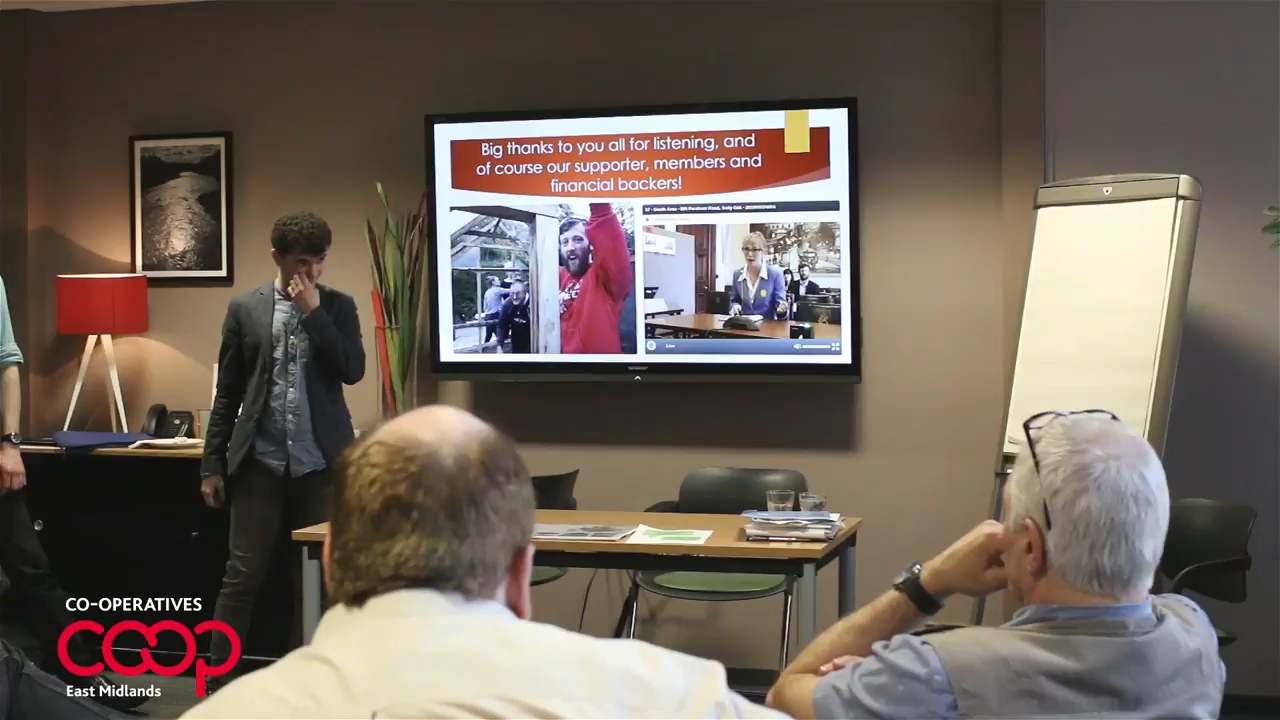 Big thanks to you all for listening, and
of course our supporter, members and
financial backers!
Live
CO-OPERATIVES
coop
East Midlands